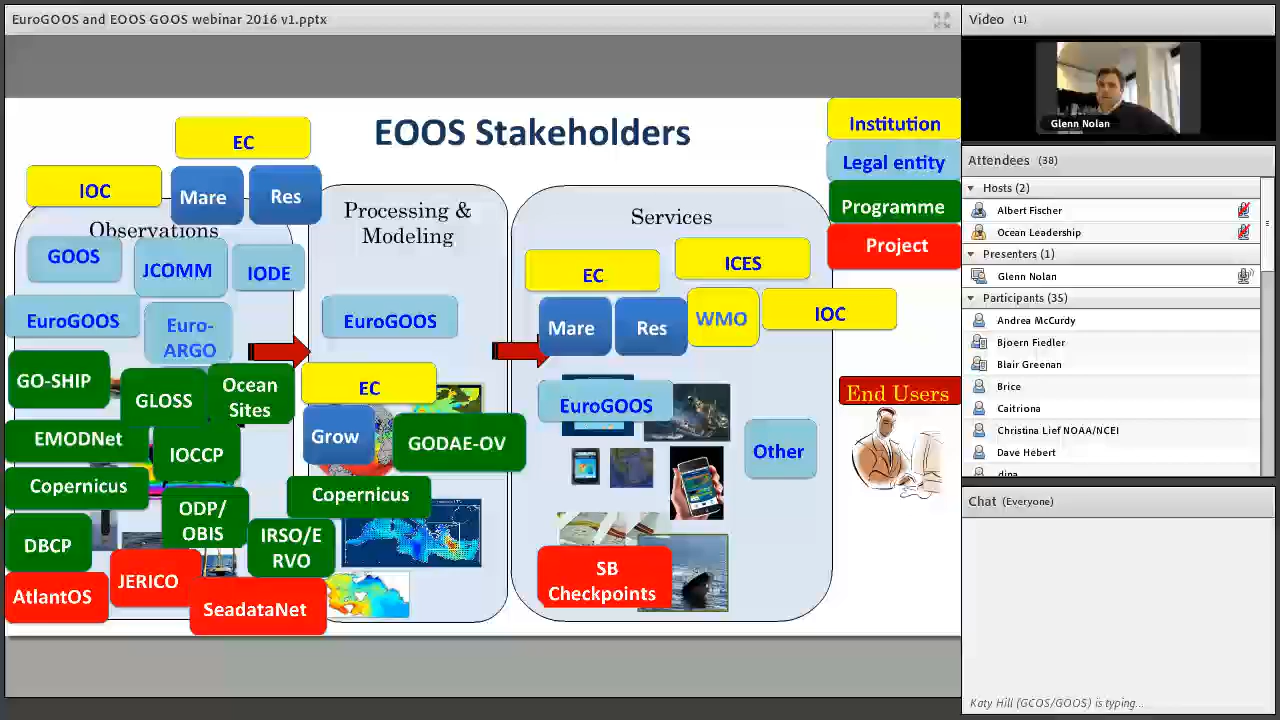 EuroGOOS and EOOS GOOS webinar 2016 v1.pptx
EOOS Stakeholders
EC
IOC
Mare
Res
Observations
GOOS
JCOMM
IODE
EuroGOOS
Euro-
ARGO
GO-SHIP
GLOSS
Ocean
Sites
EMODNet
IOCCP
Copernicus
ODP/
OBIS
DBCP
IRSO/E
RVO
JERICO
AtlantOS
SeadataNet
Processing &
Modeling
EuroGOOS
EC
Grow
GODAE-OV
Copernicus
Services
EC
ICES
Mare
Res
WMO
IOC
EuroGOOS
Other
SB
Checkpoints
Institution
Legal entity
Programme
Project
End Users
Video (1)
Glenn Nolan
Attendees (38)
Hosts (2)
Albert Fischer
Ocean Leadership
Presenters (1)
Glenn Nolan
Participants (35)
Andrea McCurdy
Bjoern Fiedler
Blair Greenan
Brice
Caitriona
Christina Lief NOAA/NCEI
Dave Hebert
Chat (Everyone)
Katy Hill (GCOS/GOOS) is typing...